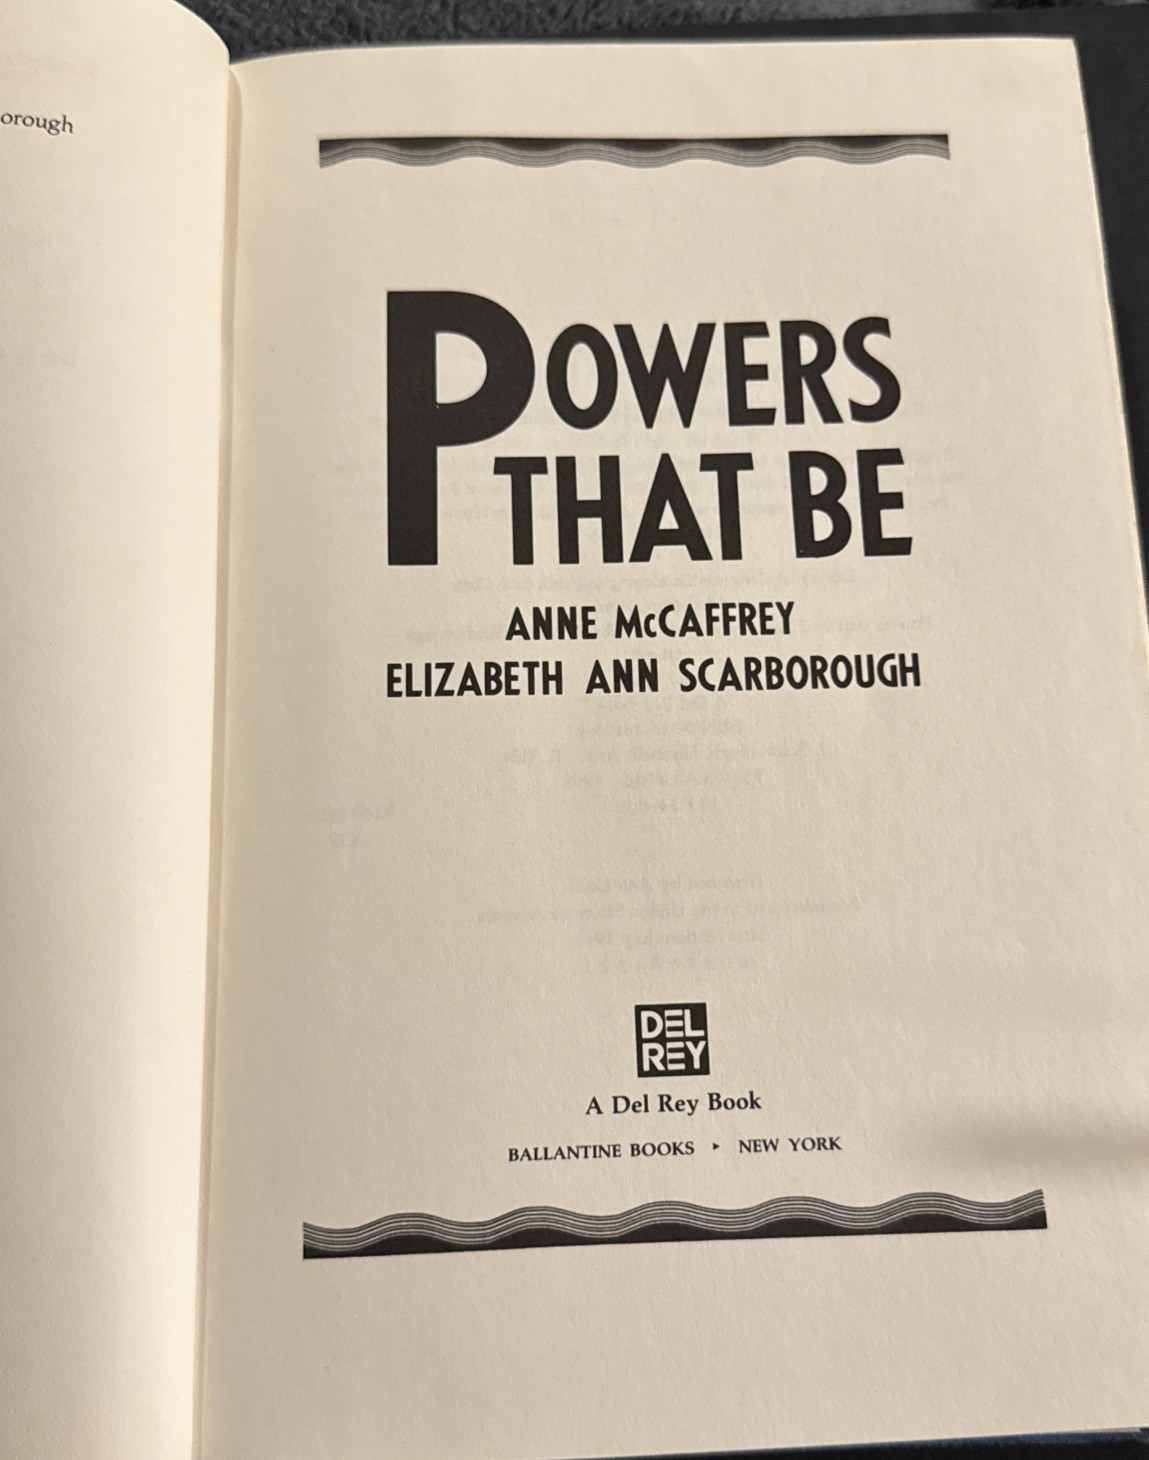 orough
POWERS
THAT BE
ANNE McCAFFREY
ELIZABETH ANN SCARBOROUGH
DEL
REY
A Del Rey Book
BALLANTINE BOOKS ‣ NEW YORK